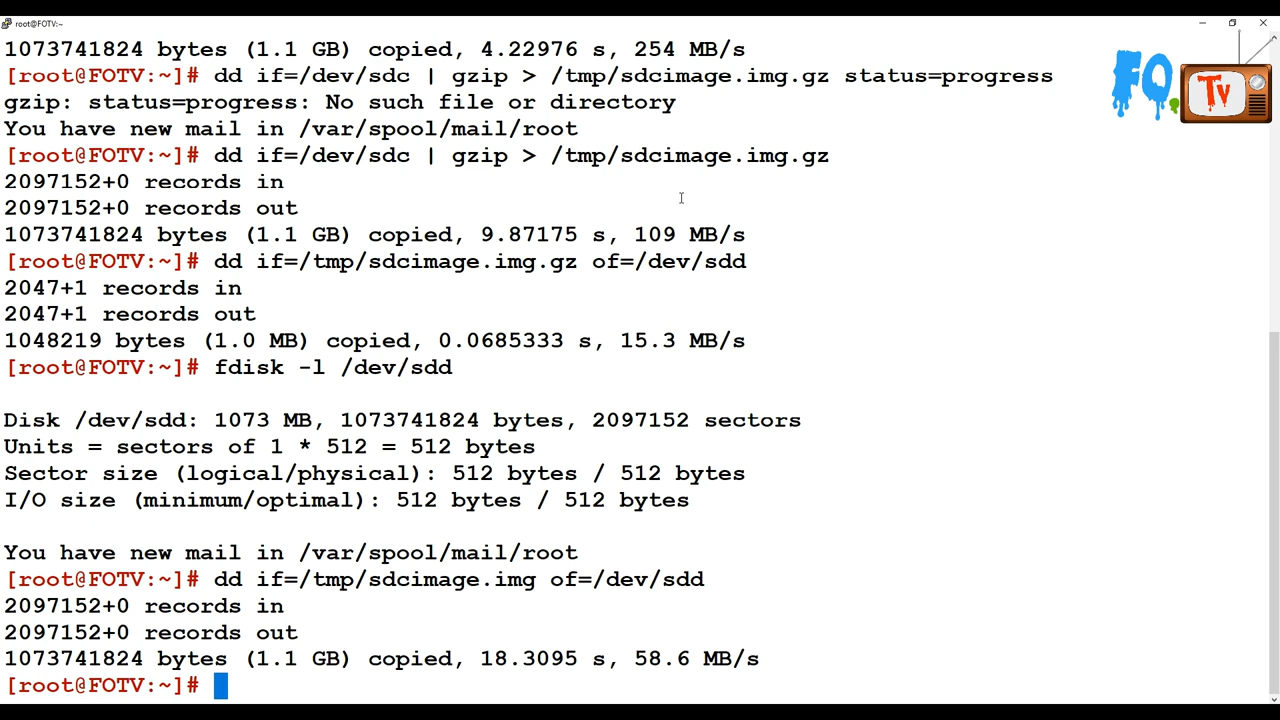 root@FOTV:~
1073741824 bytes (1.1 GB) copied, 4.22976 s, 254 MB/s
[root@FOTV:~]# dd if=/dev/sdc | gzip > /tmp/sdcimage.img.gz status=progress
gzip: status=progress: No such file or directory
You have new mail in /var/spool/mail/root
[root@FOTV:~]# dd if=/dev/sdc | gzip > /tmp/sdcimage.img.gz
2097152+0 records in
2097152+0 records out
1073741824 bytes (1.1 GB) copied, 9.87175 s, 109 MB/s
[root@FOTV:~]# dd if=/tmp/sdcimage.img.gz of=/dev/sdd
2047+1 records in
2047+1 records out
1048219 bytes (1.0 MB) copied, 0.0685333 s, 15.3 MB/s
[root@FOTV:~]# fdisk -l /dev/sdd
Disk /dev/sdd: 1073 MB, 1073741824 bytes, 2097152 sectors
Units = sectors of 1 * 512 = 512 bytes
Sector size (logical/physical): 512 bytes / 512 bytes
I/O size (minimum/optimal): 512 bytes / 512 bytes
You have new mail in /var/spool/mail/root
[root@FOTV:~]# dd if=/tmp/sdcimage.img of=/dev/sdd
2097152+0 records in
2097152+0 records out
1073741824 bytes (1.1 GB) copied, 18.3095 s, 58.6 MB/s
[root@FOTV:~]#
FO.
Tv